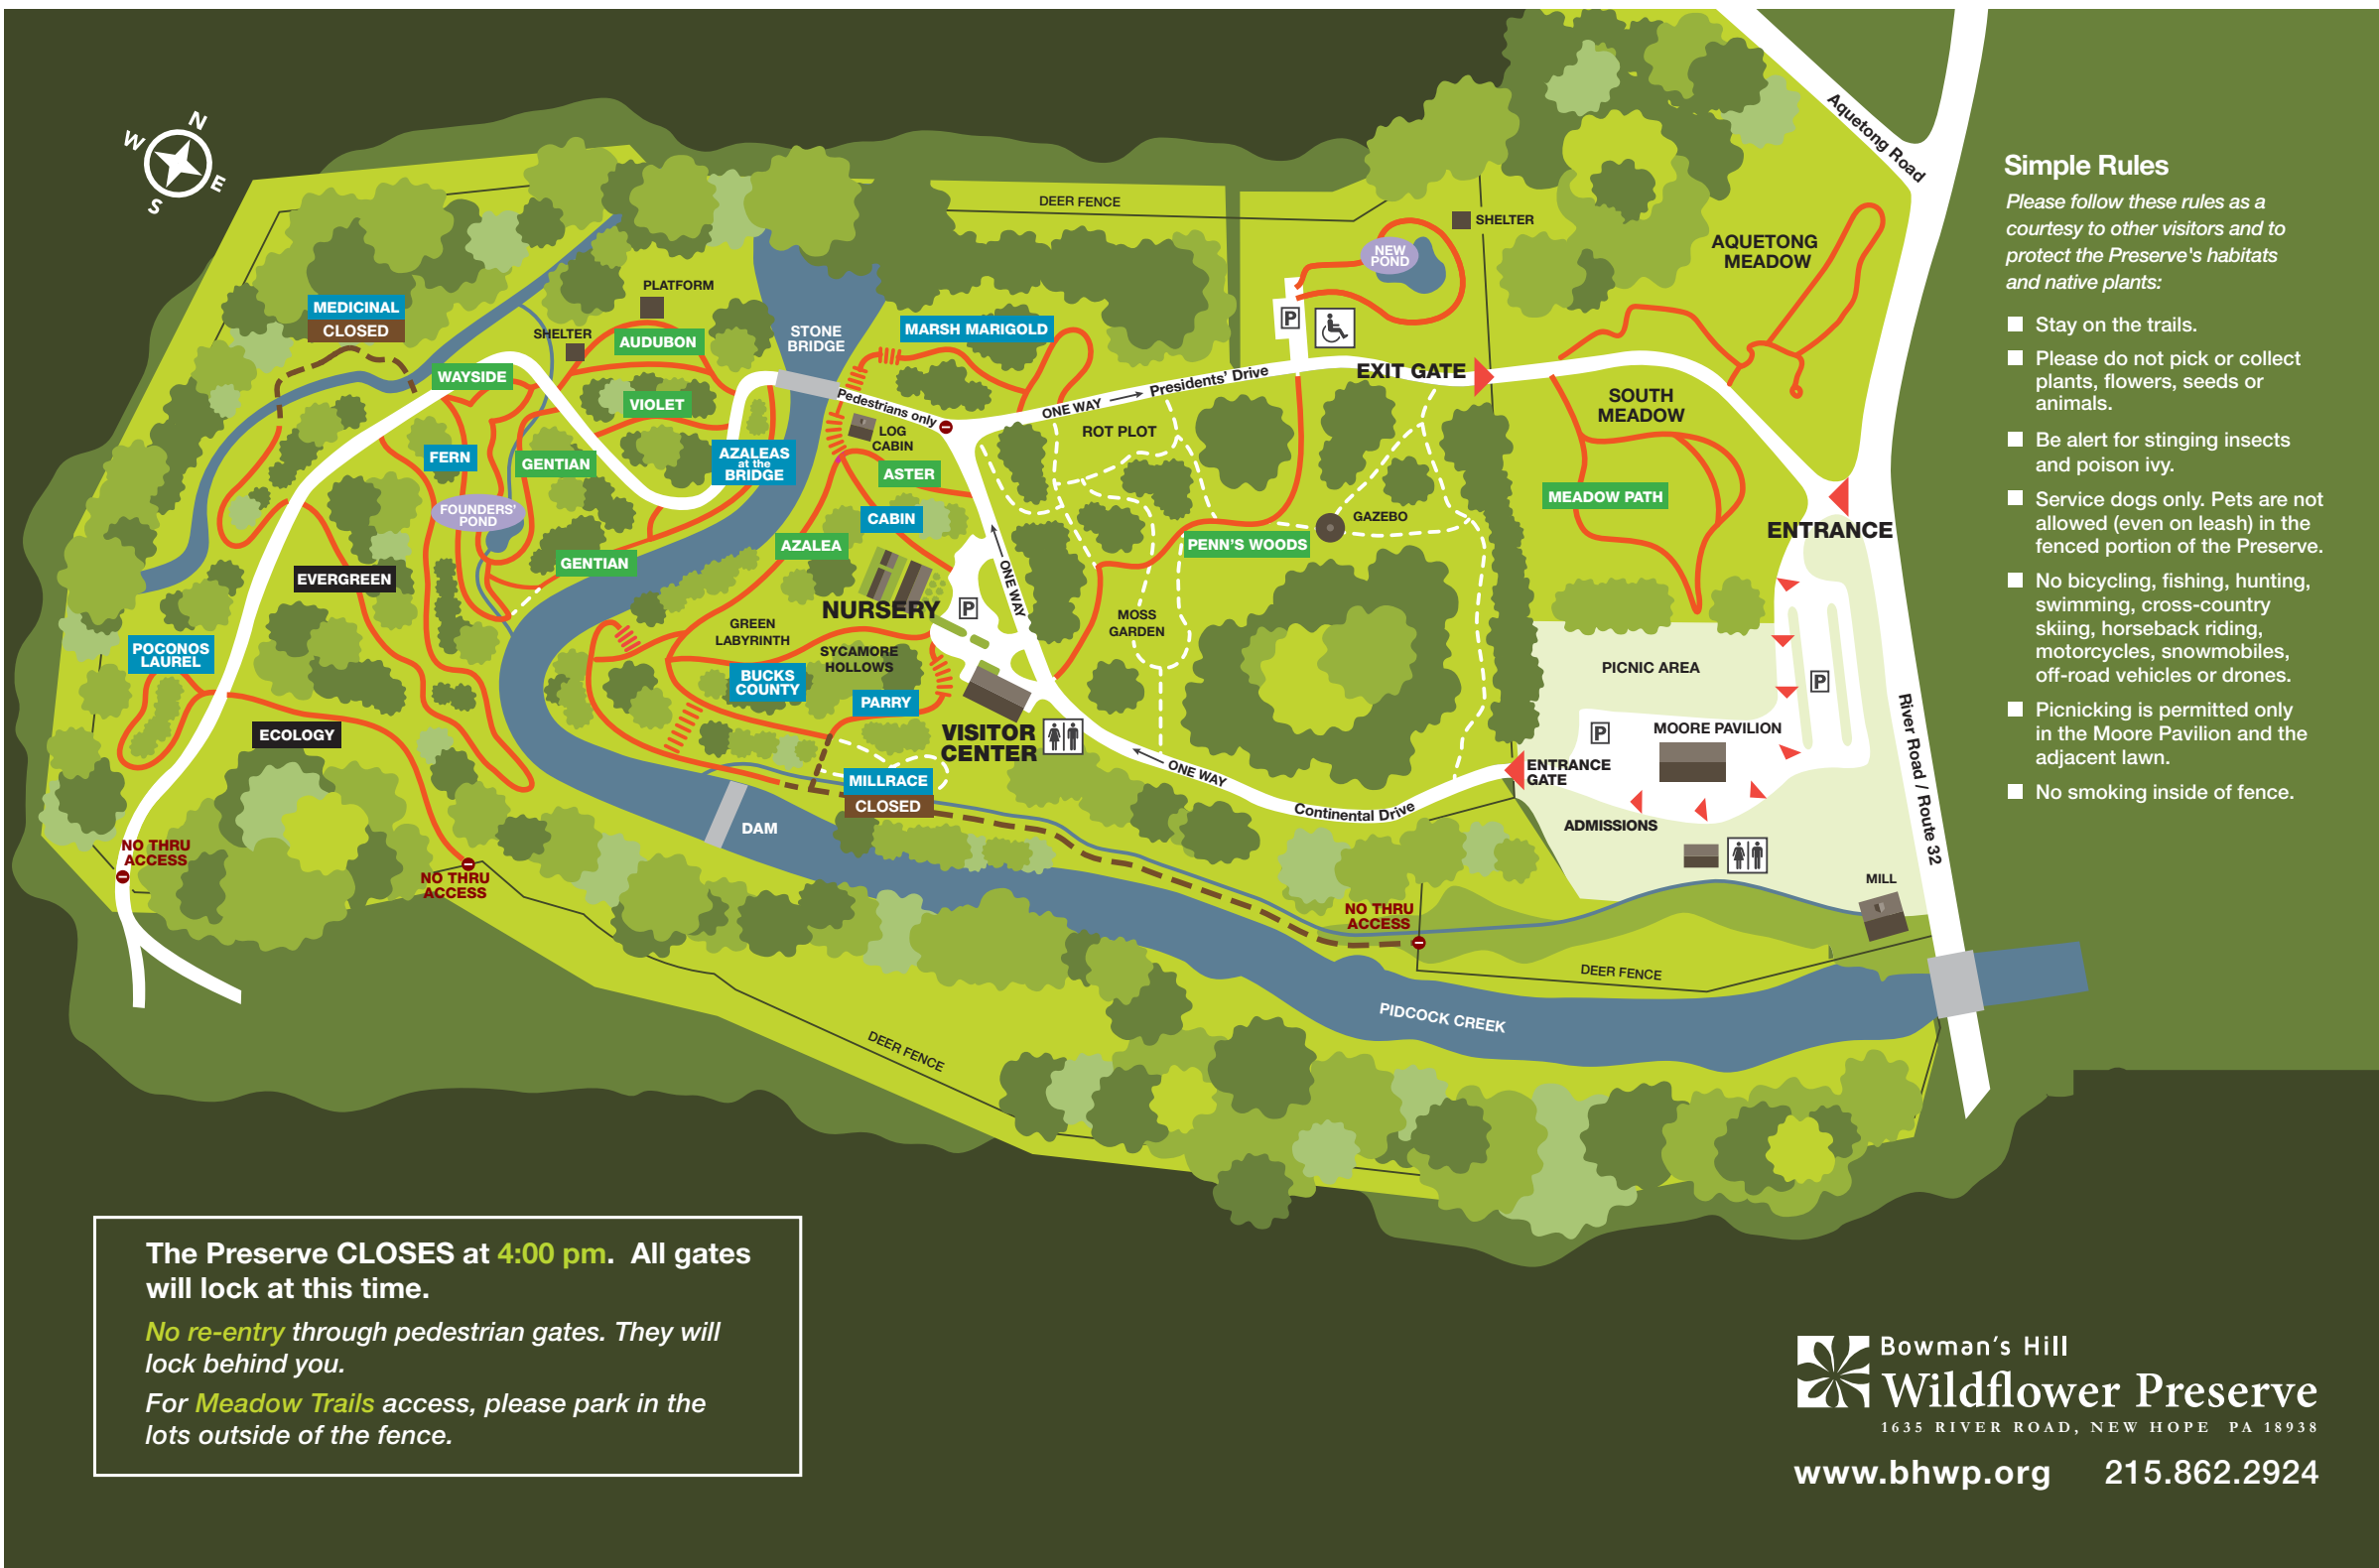 N
W
E
S
Aquetong Road
DEER FENCE
SHELTER
NEW
POND
AQUETONG
MEADOW
PLATFORM
MEDICINAL
CLOSED
SHELTER
AUDUBON
STONE
BRIDGE
MARSH MARIGOLD
P
WAYSIDE
VIOLET
Pedestrians only
ONE WAY
Presidents' Drive
EXIT GATE
SOUTH
MEADOW
LOG
CABIN
ROT PLOT
FERN
GENTIAN
AZALEAS
at the
BRIDGE
ASTER
MEADOW PATH
FOUNDERS'
POND
CABIN
GAZEBO
ENTRANCE
AZALEA
PENN'S WOODS
GENTIAN
EVERGREEN
ONE WAY
NURSERY
P
GREEN
LABYRINTH
MOSS
GARDEN
POCONOS
LAUREL
SYCAMORE
HOLLOWS
BUCKS
COUNTY
PARRY
PICNIC AREA
P
ECOLOGY
VISITOR
CENTER
P
MOORE PAVILION
River Road / Route 32
MILLRACE
CLOSED
ONE WAY
ENTRANCE
GATE
Continental Drive
DAM
ADMISSIONS
NO THRU
ACCESS
NO THRU
ACCESS
MILL
NO THRU
ACCESS
DEER FENCE
PIDCOCK CREEK
DEER FENCE
Simple Rules
Please follow these rules as a
courtesy to other visitors and to
protect the Preserve's habitats
and native plants:
Stay on the trails.
Please do not pick or collect
plants, flowers, seeds or
animals.
Be alert for stinging insects
and poison ivy.
Service dogs only. Pets are not
allowed (even on leash) in the
fenced portion of the Preserve.
No bicycling, fishing, hunting,
swimming, cross-country
skiing, horseback riding,
motorcycles, snowmobiles,
off-road vehicles or drones.
Picnicking is permitted only
in the Moore Pavilion and the
adjacent lawn.
No smoking inside of fence.
The Preserve CLOSES at 4:00 pm. All gates
will lock at this time.
No re-entry through pedestrian gates. They will
lock behind you.
For Meadow Trails access, please park in the
lots outside of the fence.
Bowman's Hill
Wildflower Preserve
1635 RIVER ROAD, NEW HOPE PA 18938
www.bhwp.org 215.862.2924